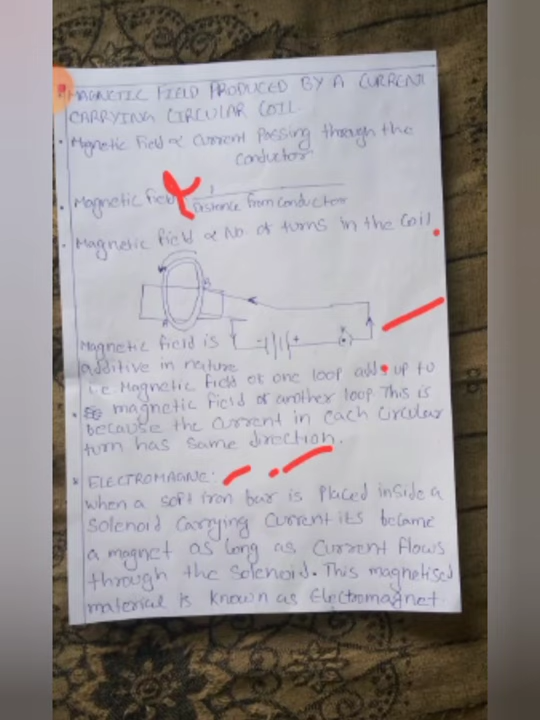 MAGNETIC FIELD PRODUCED BY A CURRENT
CARRYING CIRCULAR COIL
• Magnetic field ∝ Current Passing through the
Conductor
• Magnetic field ∝ 1
Distance from conductor
• Magnetic field ∝ No. of turns in the Coil.
- +
K
Magnetic field is
additive in nature
i.e. Magnetic field of one loop add up to
magnetic field of another loop This is
because the Current in each Circular
turn has same direction.
* ELECTROMAGNE:
when a soft iron bar is placed inside a
Solenoid Carrying Current its became
a magnet as long as Current flows
through the Solenoid. This magnetised
material is known as Electromagnet.